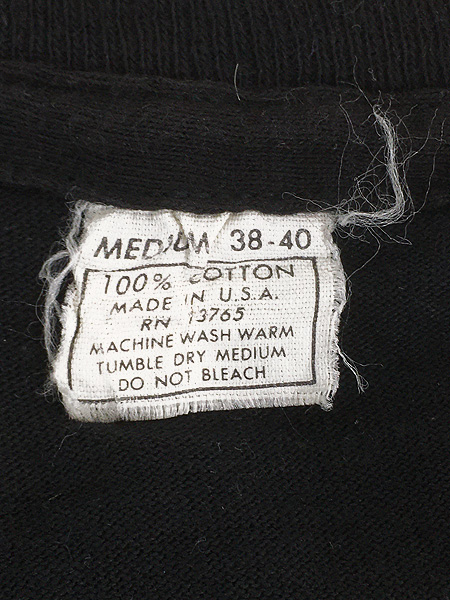 MEDIUM 38-40
100% COTTON
MADE IN U.S.A.
RN 13765
MACHINE WASH WARM
TUMBLE DRY MEDIUM
DO NOT BLEACH